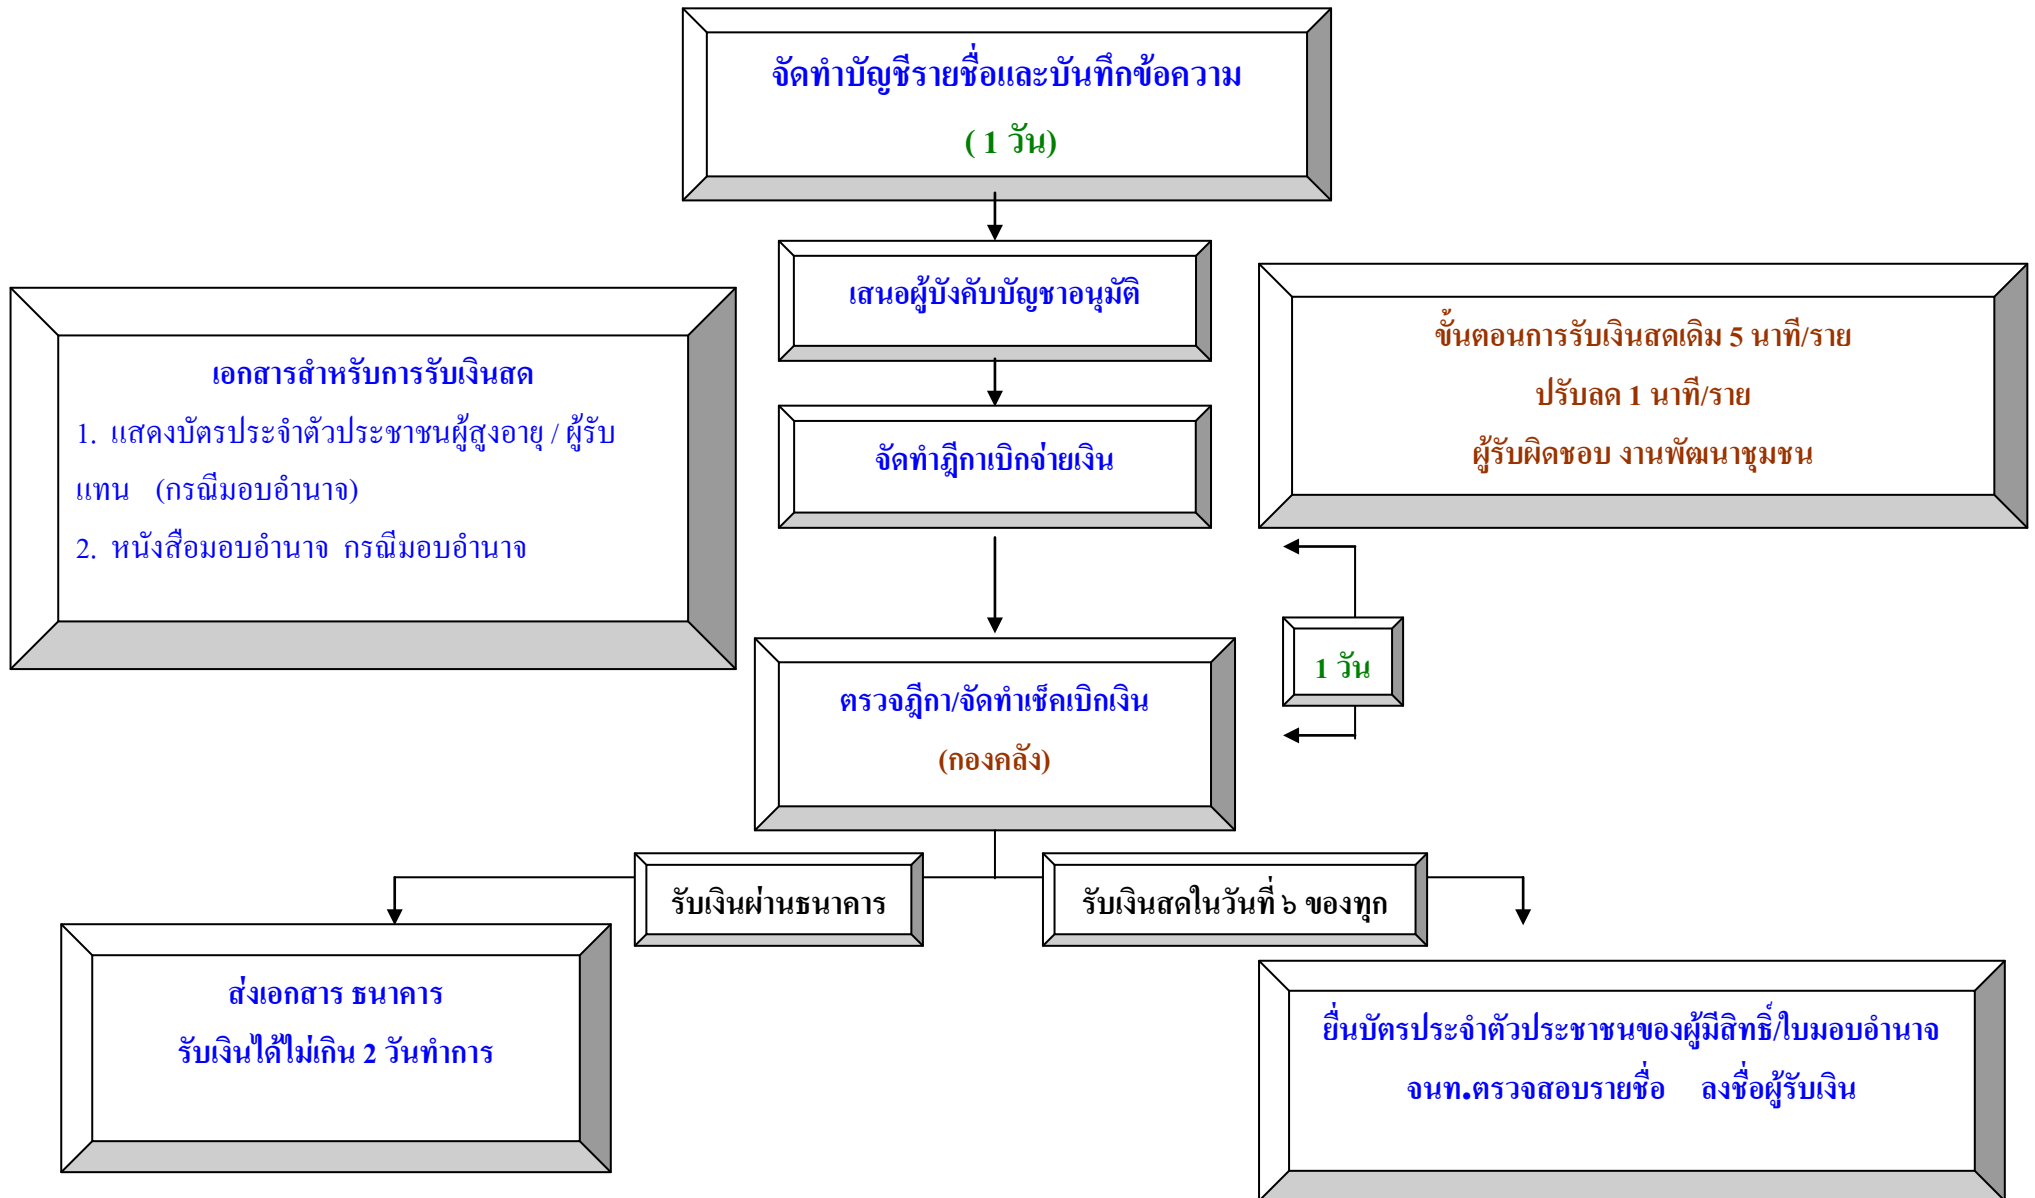 จัดทำบัญชีรายชื่อและบันทึกข้อความ
( 1 วัน)
เสนอผู้บังคับบัญชาอนุมัติ
เอกสารสำหรับการรับเงินสด
1. แสดงบัตรประจำตัวประชาชนผู้สูงอายุ / ผู้รับ
แทน (กรณีมอบอำนาจ)
2. หนังสือมอบอำนาจ กรณีมอบอำนาจ
ขั้นตอนการรับเงินสดเดิม 5 นาที/ราย
ปรับลด 1 นาที/ราย
ผู้รับผิดชอบ งานพัฒนาชุมชน
จัดทำฎีกาเบิกจ่ายเงิน
1 วัน
ตรวจฎีกา/จัดทำเช็คเบิกเงิน
(กองคลัง)
รับเงินผ่านธนาคาร
รับเงินสดในวันที่ ๖ ของทุก
ส่งเอกสาร ธนาคาร
รับเงินได้ไม่เกิน 2 วันทำการ
ยื่นบัตรประจำตัวประชาชนของผู้มีสิทธิ์/ใบมอบอำนาจ
จนท.ตรวจสอบรายชื่อ ลงชื่อผู้รับเงิน